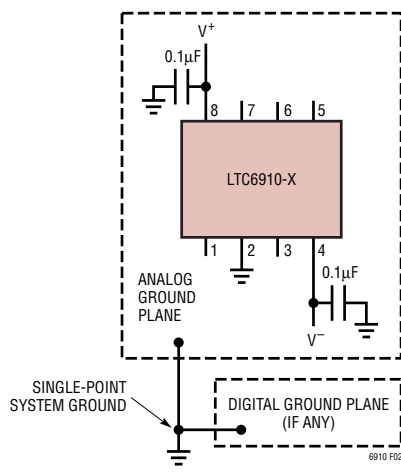 V+
0.1µF
8
7
6
5
LTC6910-X
1
2
3
4
ANALOG
GROUND
PLANE
0.1µF
V−
SINGLE-POINT
SYSTEM GROUND
DIGITAL GROUND PLANE
(IF ANY)
6910 F02